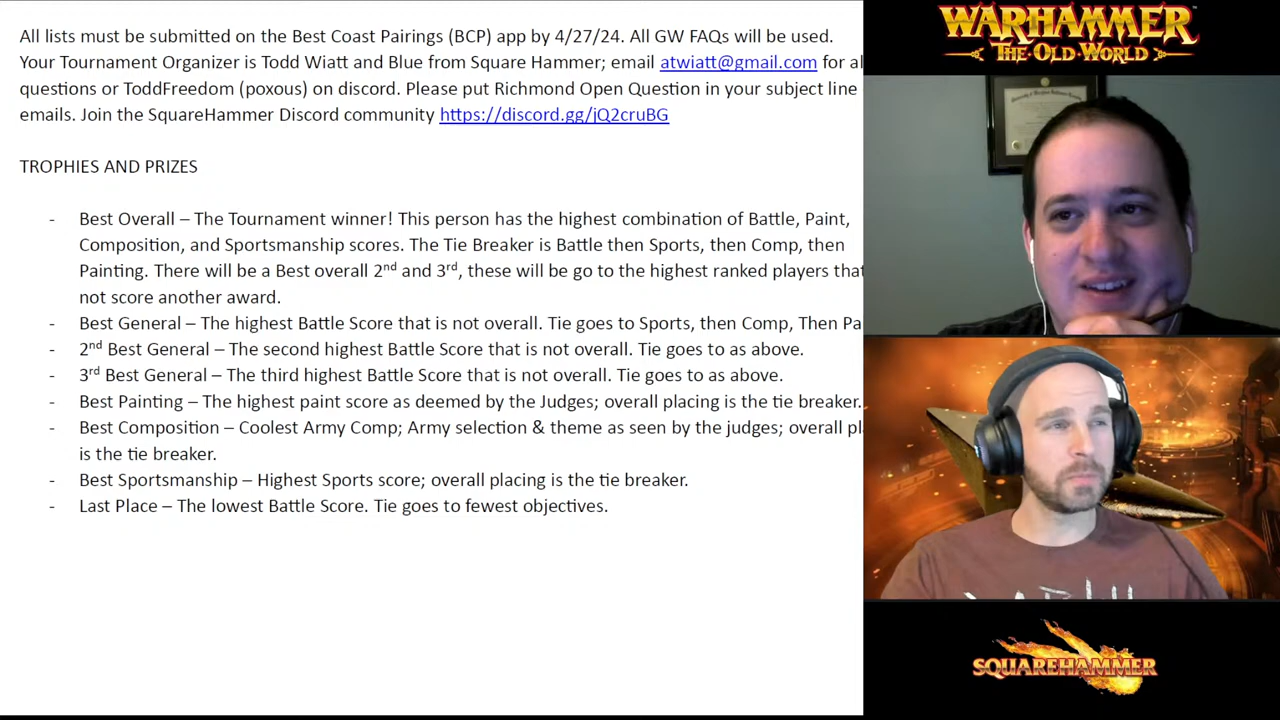 All lists must be submitted on the Best Coast Pairings (BCP) app by 4/27/24. All GW FAQs will be used.
Your Tournament Organizer is Todd Wiatt and Blue from Square Hammer; email atwiatt@gmail.com for al
questions or ToddFreedom (poxous) on discord. Please put Richmond Open Question in your subject line
emails. Join the SquareHammer Discord community https://discord.gg/jQ2cruBG
TROPHIES AND PRIZES
- Best Overall – The Tournament winner! This person has the highest combination of Battle, Paint,
Composition, and Sportsmanship scores. The Tie Breaker is Battle then Sports, then Comp, then
Painting. There will be a Best overall 2nd and 3rd, these will be go to the highest ranked players that
not score another award.
- Best General – The highest Battle Score that is not overall. Tie goes to Sports, then Comp, Then Pa
- 2nd Best General – The second highest Battle Score that is not overall. Tie goes to as above.
- 3rd Best General – The third highest Battle Score that is not overall. Tie goes to as above.
- Best Painting – The highest paint score as deemed by the Judges; overall placing is the tie breaker.
- Best Composition – Coolest Army Comp; Army selection & theme as seen by the judges; overall pl
is the tie breaker.
- Best Sportsmanship – Highest Sports score; overall placing is the tie breaker.
- Last Place – The lowest Battle Score. Tie goes to fewest objectives.
WARHAMMER
THE·OLD·WORLD
SQUAREHAMMER